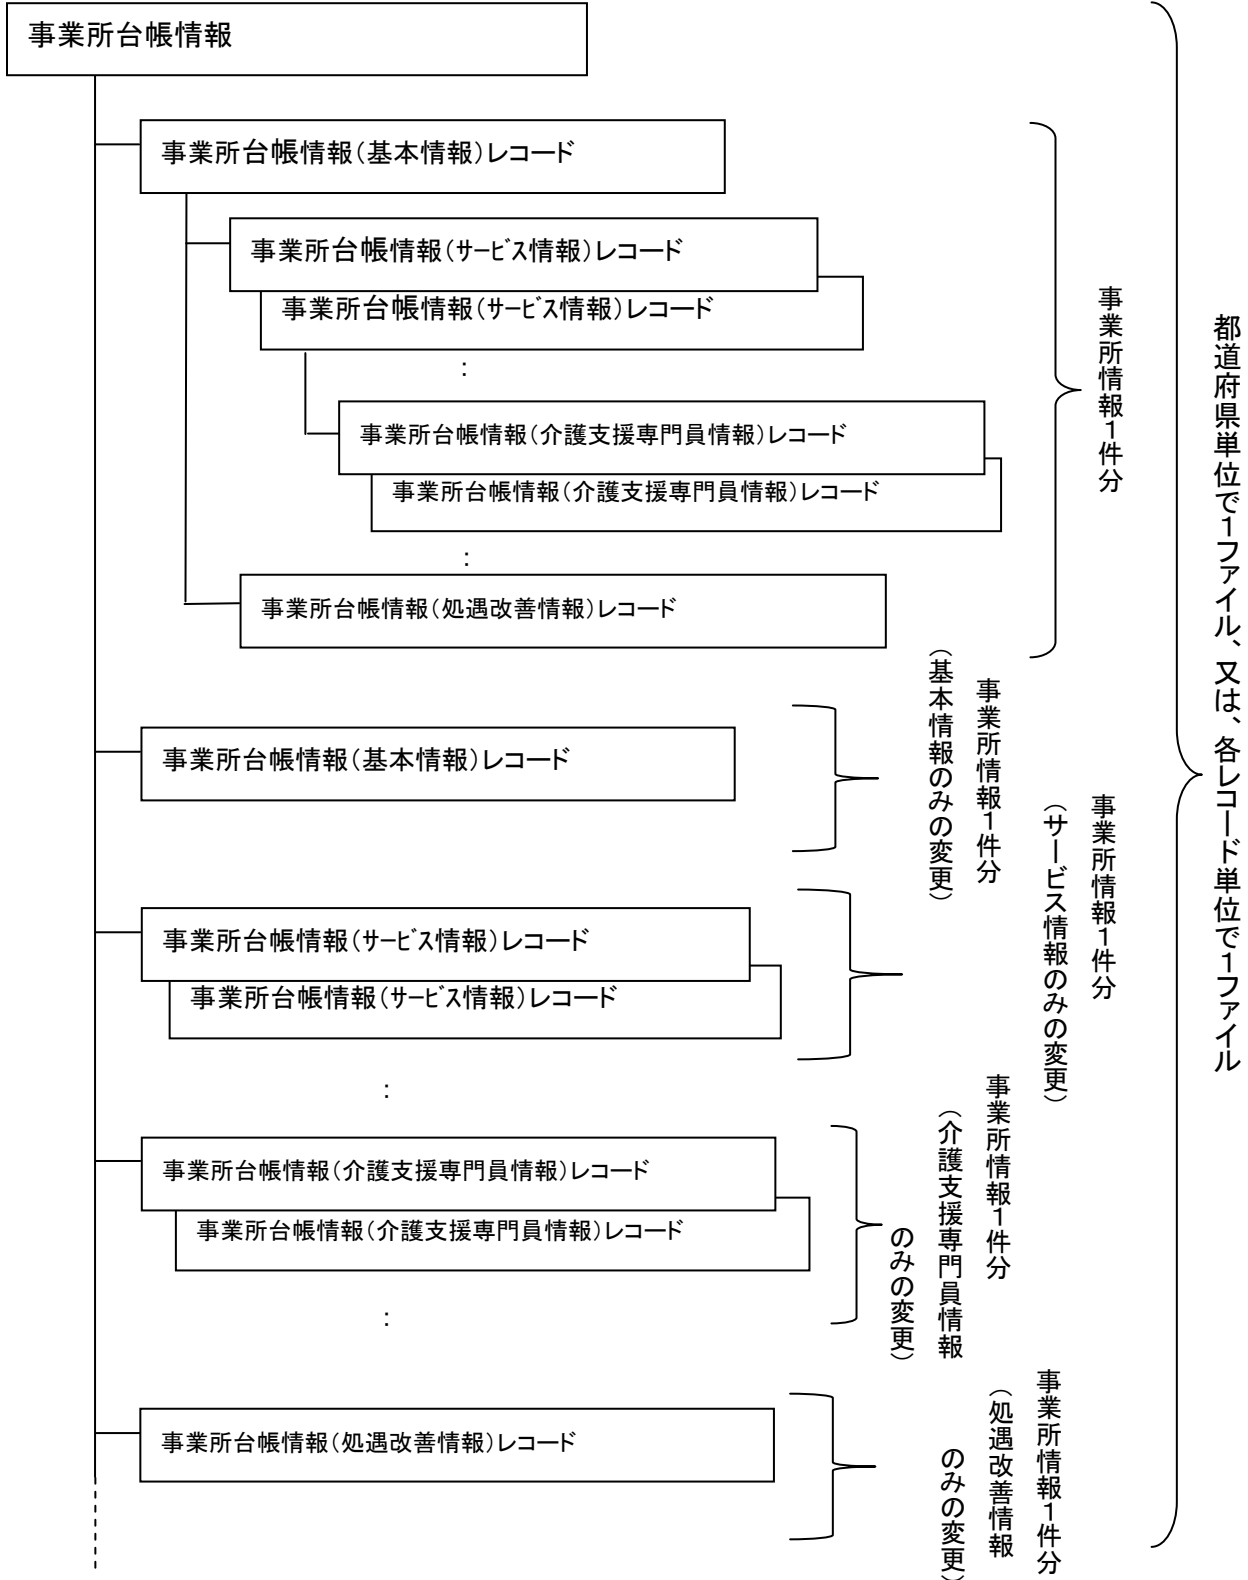 事業所台帳情報
事業所台帳情報（基本情報）レコード
事業所台帳情報（ｻｰﾋﾞｽ情報）レコード
事業所台帳情報（ｻｰﾋﾞｽ情報）レコード
：
事業所台帳情報（介護支援専門員情報）レコード
事業所台帳情報（介護支援専門員情報）レコード
：
事業所台帳情報（処遇改善情報）レコード
事業所情報１件分
事業所台帳情報（基本情報）レコード
事業所情報１件分
（基本情報のみの変更）
事業所台帳情報（ｻｰﾋﾞｽ情報）レコード
事業所台帳情報（ｻｰﾋﾞｽ情報）レコード
：
事業所情報１件分
（サービス情報のみの変更）
事業所台帳情報（介護支援専門員情報）レコード
事業所台帳情報（介護支援専門員情報）レコード
：
事業所情報１件分
（介護支援専門員情報
のみの変更）
事業所台帳情報（処遇改善情報）レコード
事業所情報１件分
（処遇改善情報
のみの変更）
都道府県単位で１ファイル、又は、各レコード単位で１ファイル